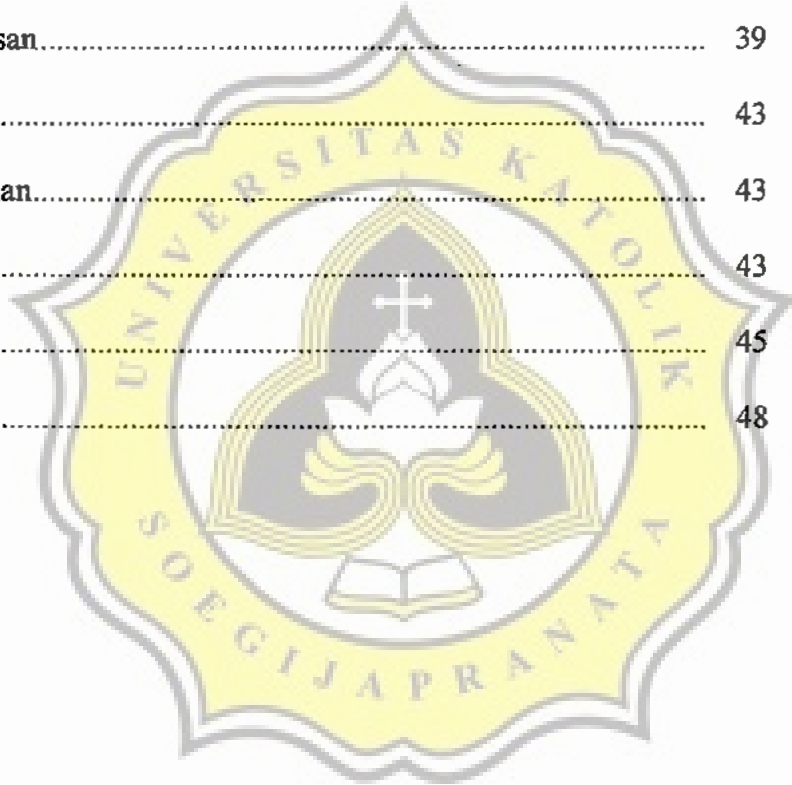 san........ 39
........ 43
an........ 43
........ 43
........ 45
........ 48
UNIVERSITAS KATOLIK
SOEGIJAPRANATA